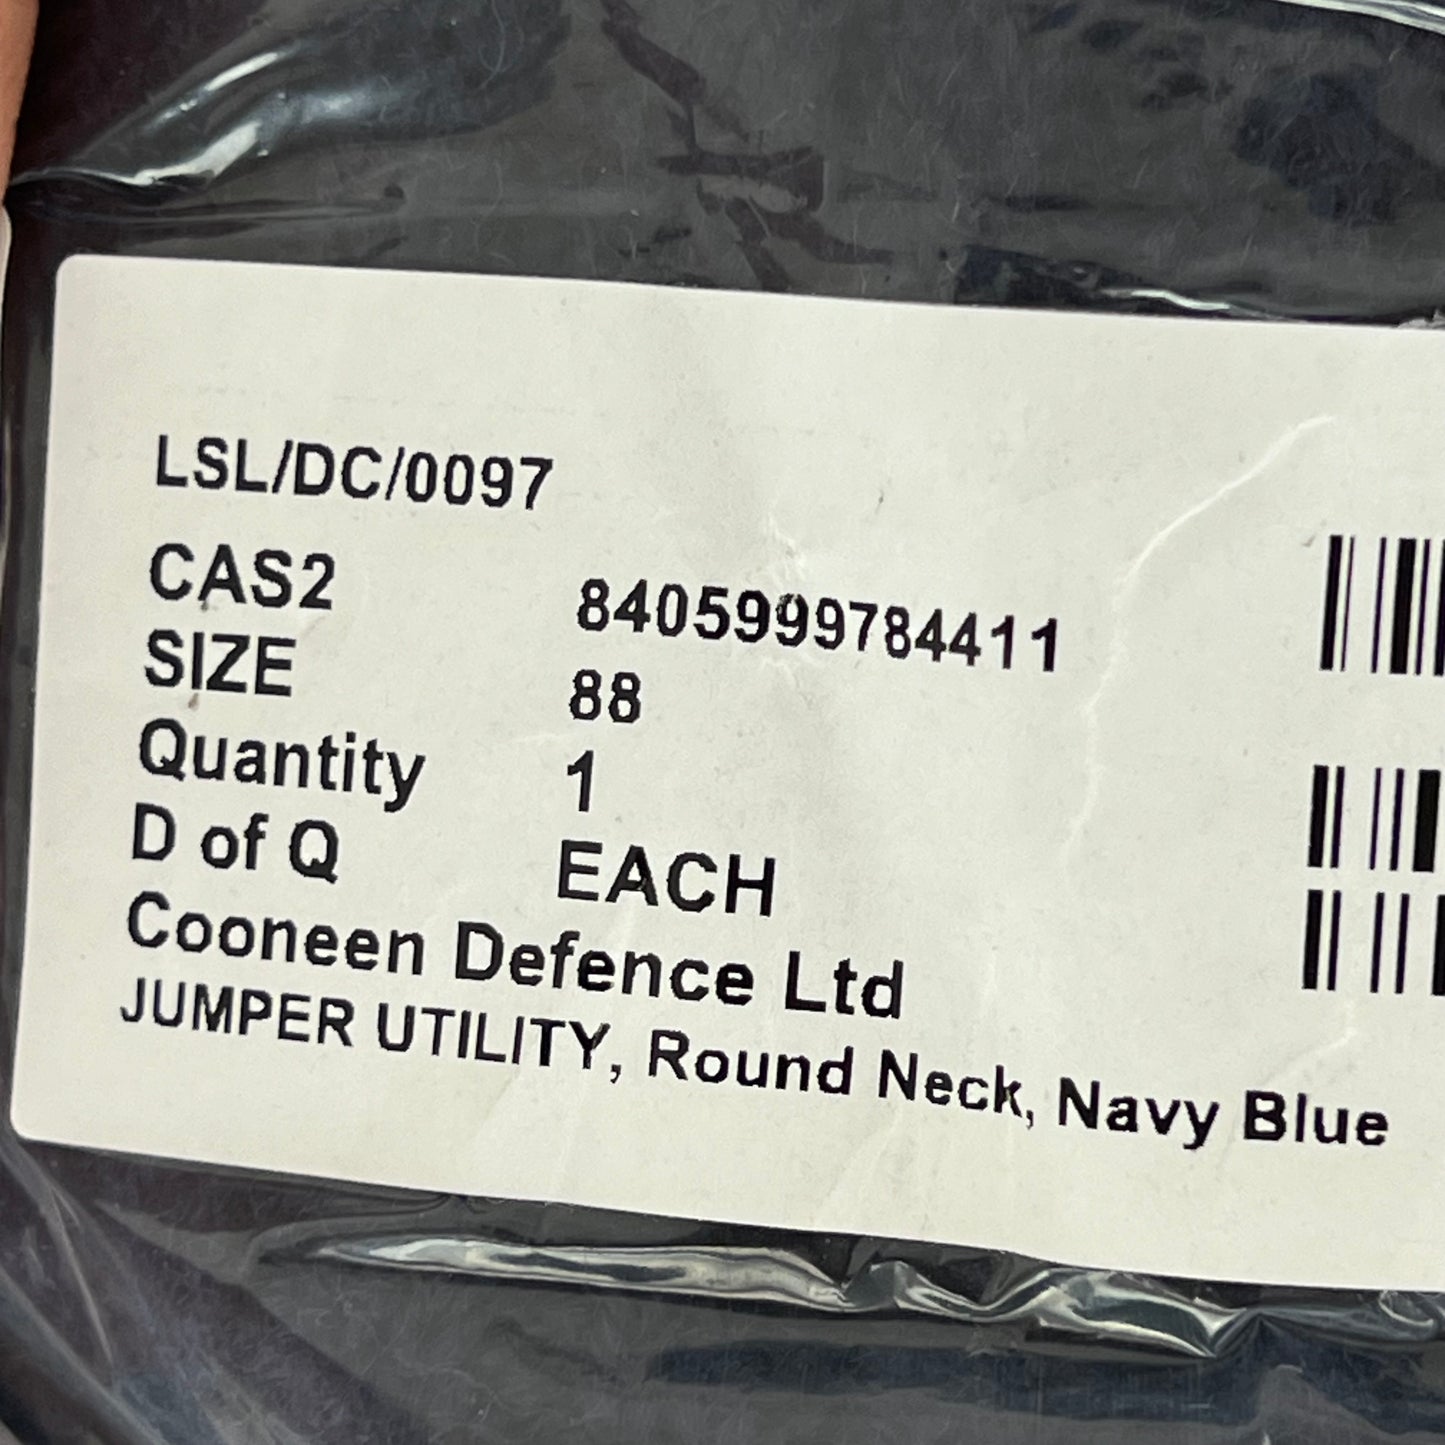 LSL/DC/0097
CAS2 8405999784411
SIZE 88
Quantity 1
D of Q EACH
Cooneen Defence Ltd
JUMPER UTILITY, Round Neck, Navy Blue